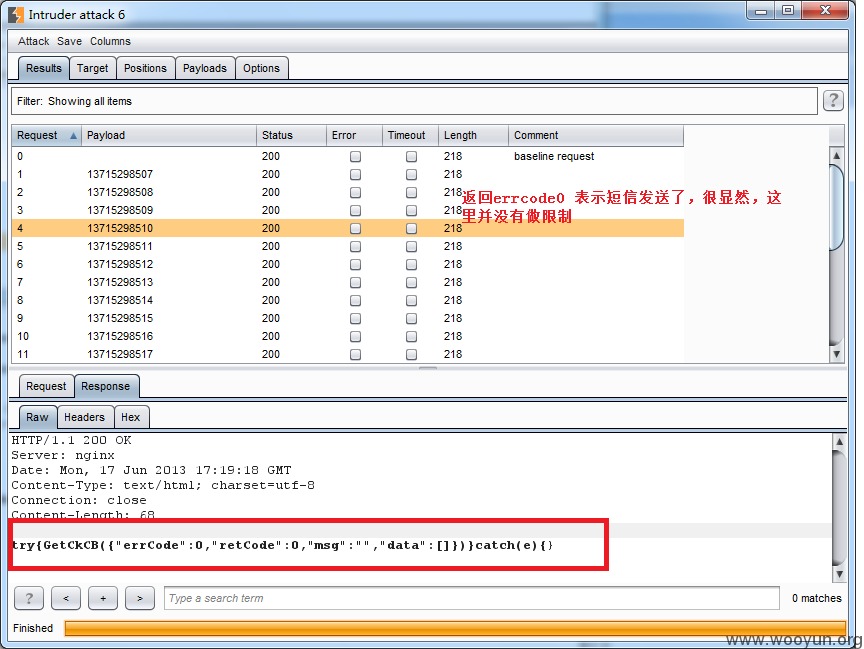 Intruder attack 6
Attack Save Columns
Results Target Positions Payloads Options
Filter: Showing all items ?
Request Payload Status Error Timeout Length Comment
0 200 218 baseline request
1 13715298507 200 218
2 13715298508 200 218
3 13715298509 200 218
返回errcode0 表示短信发送了，很显然，这
里并没有做限制
4 13715298510 200 218
5 13715298511 200 218
6 13715298512 200 218
7 13715298513 200 218
8 13715298514 200 218
9 13715298515 200 218
10 13715298516 200 218
11 13715298517 200 218
Request Response
Raw Headers Hex
HTTP/1.1 200 OK
Server: nginx
Date: Mon, 17 Jun 2013 17:19:18 GMT
Content-Type: text/html; charset=utf-8
Connection: close
Content-Length: 68
try{GetCkCB({"errCode":0,"retCode":0,"msg":"","data":[]})}catch(e){}
? < + > Type a search term 0 matches
Finished
www.wooyun.org